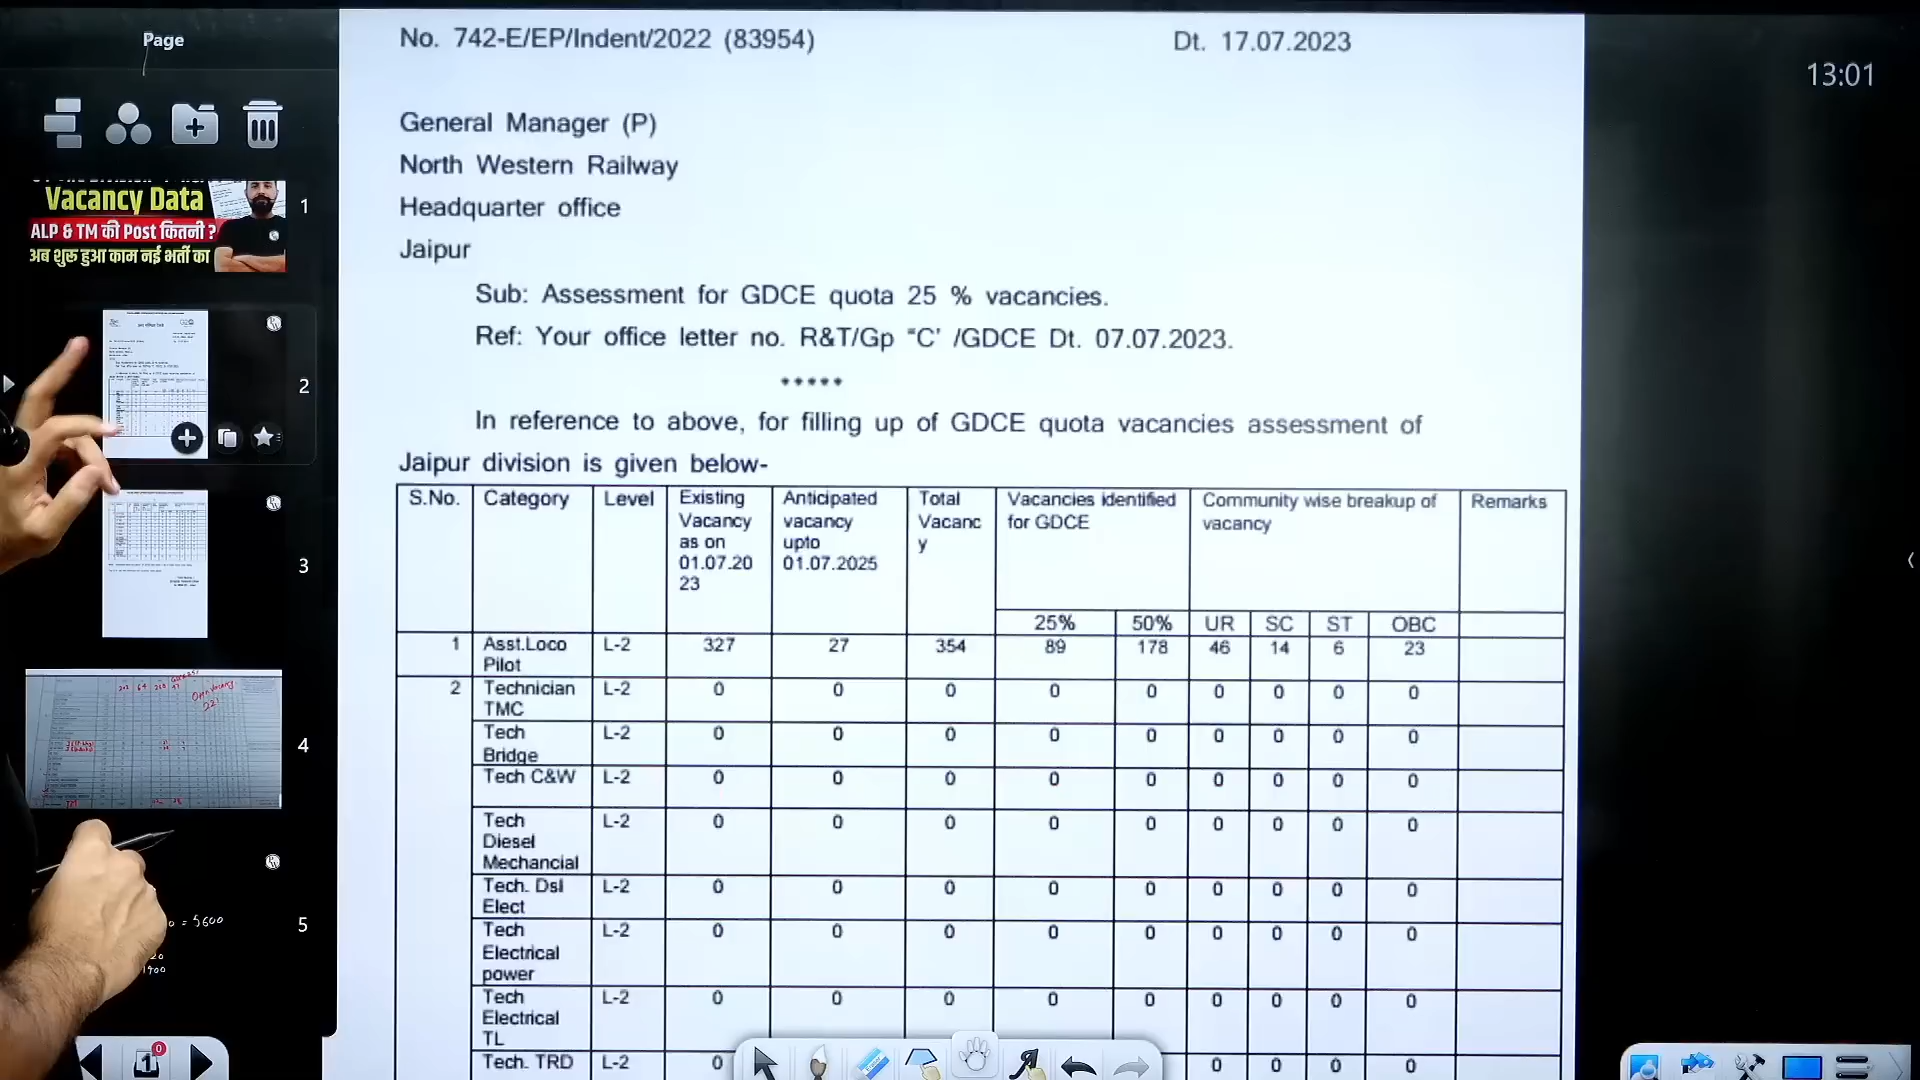 Page
Vacancy Data
ALP & TM की Post कितनी ?
अब शुरू हुआ काम नई भर्ती का
1
2
3
4
5
= 5600
13:01
No. 742-E/EP/Indent/2022 (83954) Dt. 17.07.2023
General Manager (P)
North Western Railway
Headquarter office
Jaipur
Sub: Assessment for GDCE quota 25 % vacancies.
Ref: Your office letter no. R&T/Gp "C' /GDCE Dt. 07.07.2023.
*****
In reference to above, for filling up of GDCE quota vacancies assessment of
Jaipur division is given below-
S.No. Category Level Existing Vacancy as on 01.07.20 23 Anticipated vacancy upto 01.07.2025 Total Vacanc y Vacancies identified for GDCE Community wise breakup of vacancy Remarks
25% 50% UR SC ST OBC
1 Asst.Loco Pilot L-2 327 27 354 89 178 46 14 6 23
2 Technician TMC L-2 0 0 0 0 0 0 0 0 0
Tech Bridge L-2 0 0 0 0 0 0 0 0 0
Tech C&W L-2 0 0 0 0 0 0 0 0 0
Tech Diesel Mechancial L-2 0 0 0 0 0 0 0 0 0
Tech. Dsl Elect L-2 0 0 0 0 0 0 0 0 0
Tech Electrical power L-2 0 0 0 0 0 0 0 0 0
Tech Electrical TL L-2 0 0 0 0 0 0 0 0 0
Tech. TRD L-2 0 0 0 0 0